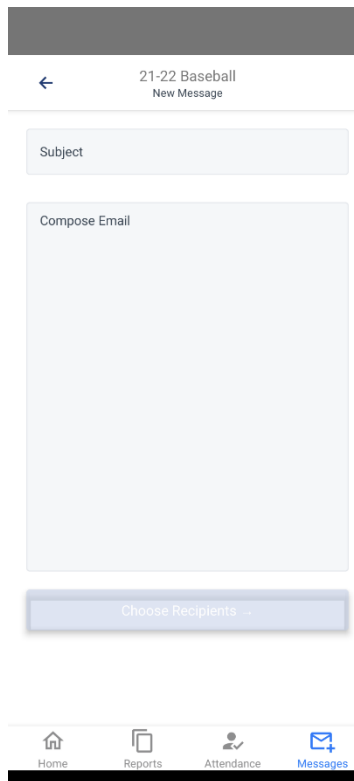 21-22 Baseball
New Message
Subject
Compose Email
Choose Recipients →
Home Reports Attendance Messages